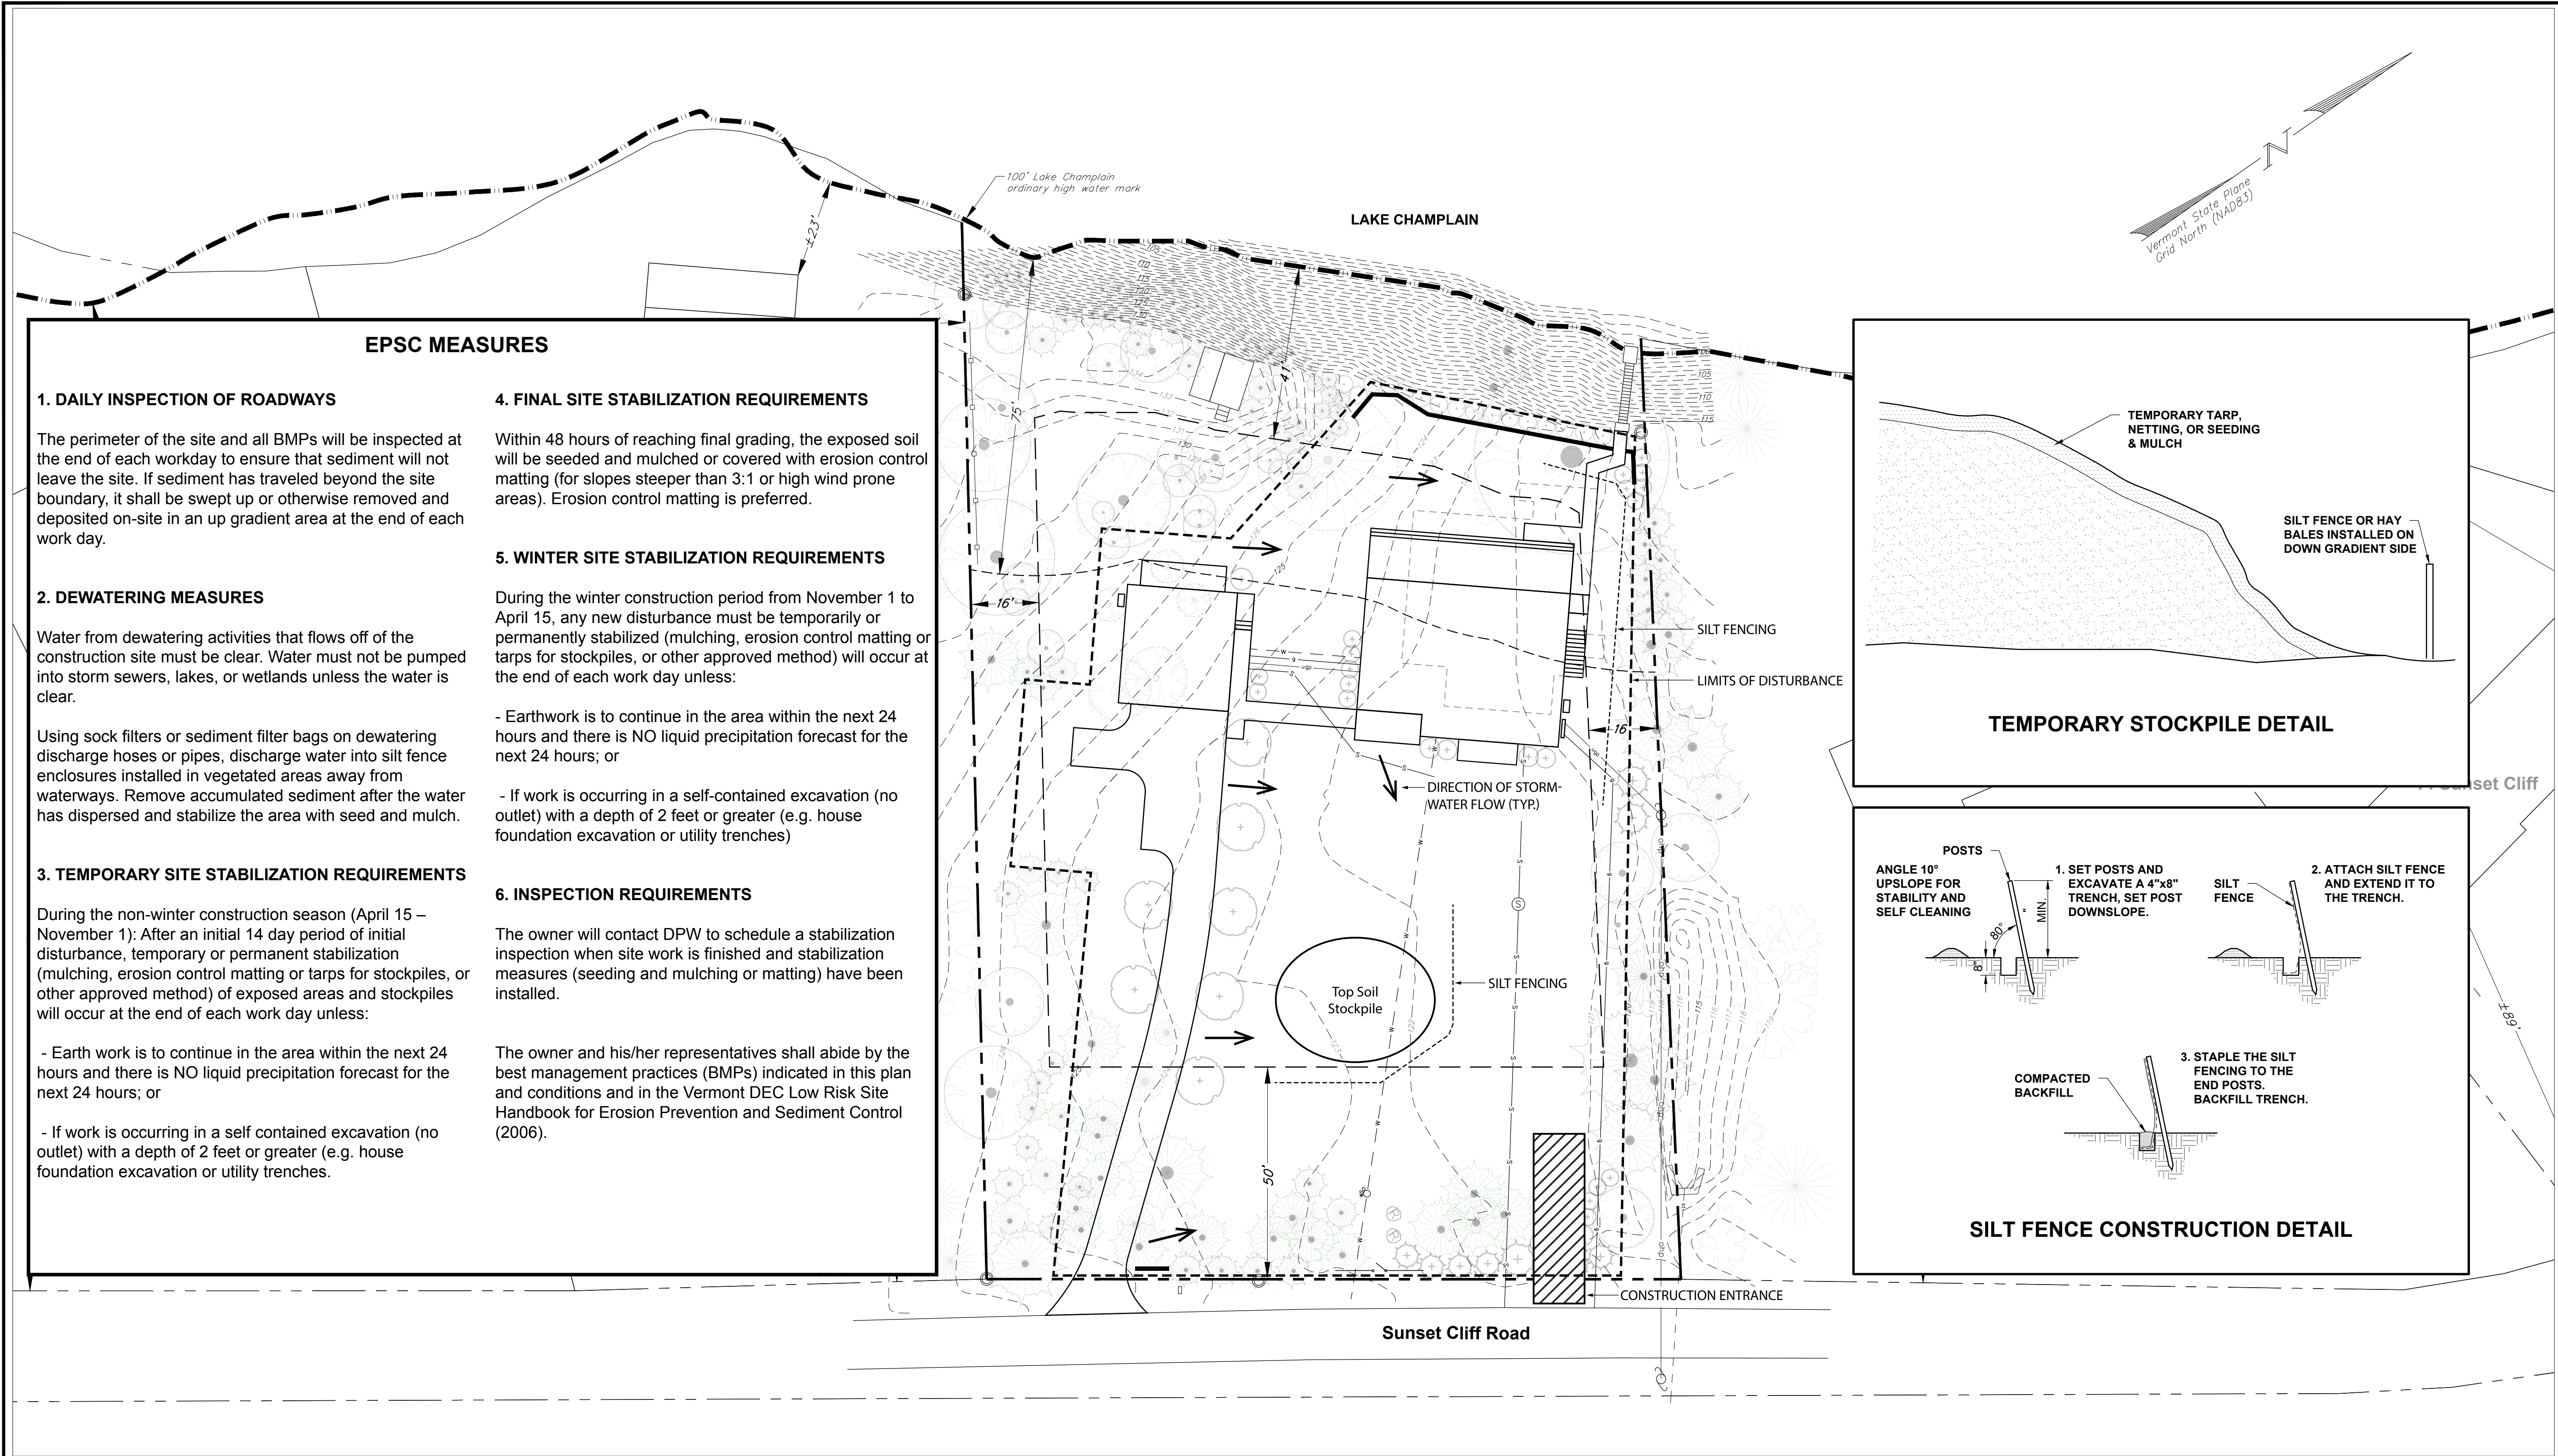 100' Lake Champlain
ordinary high water mark
LAKE CHAMPLAIN
Vermont State Plane
Grid North (NAD83)
N
±23'
EPSC MEASURES
1. DAILY INSPECTION OF ROADWAYS
The perimeter of the site and all BMPs will be inspected at
the end of each workday to ensure that sediment will not
leave the site. If sediment has traveled beyond the site
boundary, it shall be swept up or otherwise removed and
deposited on-site in an up gradient area at the end of each
work day.
2. DEWATERING MEASURES
Water from dewatering activities that flows off of the
construction site must be clear. Water must not be pumped
into storm sewers, lakes, or wetlands unless the water is
clear.
Using sock filters or sediment filter bags on dewatering
discharge hoses or pipes, discharge water into silt fence
enclosures installed in vegetated areas away from
waterways. Remove accumulated sediment after the water
has dispersed and stabilize the area with seed and mulch.
3. TEMPORARY SITE STABILIZATION REQUIREMENTS
During the non-winter construction season (April 15 –
November 1): After an initial 14 day period of initial
disturbance, temporary or permanent stabilization
(mulching, erosion control matting or tarps for stockpiles, or
other approved method) of exposed areas and stockpiles
will occur at the end of each work day unless:
- Earth work is to continue in the area within the next 24
hours and there is NO liquid precipitation forecast for the
next 24 hours; or
- If work is occurring in a self contained excavation (no
outlet) with a depth of 2 feet or greater (e.g. house
foundation excavation or utility trenches.
4. FINAL SITE STABILIZATION REQUIREMENTS
Within 48 hours of reaching final grading, the exposed soil
will be seeded and mulched or covered with erosion control
matting (for slopes steeper than 3:1 or high wind prone
areas). Erosion control matting is preferred.
5. WINTER SITE STABILIZATION REQUIREMENTS
During the winter construction period from November 1 to
April 15, any new disturbance must be temporarily or
permanently stabilized (mulching, erosion control matting or
tarps for stockpiles, or other approved method) will occur at
the end of each work day unless:
- Earthwork is to continue in the area within the next 24
hours and there is NO liquid precipitation forecast for the
next 24 hours; or
- If work is occurring in a self-contained excavation (no
outlet) with a depth of 2 feet or greater (e.g. house
foundation excavation or utility trenches)
6. INSPECTION REQUIREMENTS
The owner will contact DPW to schedule a stabilization
inspection when site work is finished and stabilization
measures (seeding and mulching or matting) have been
installed.
The owner and his/her representatives shall abide by the
best management practices (BMPs) indicated in this plan
and conditions and in the Vermont DEC Low Risk Site
Handbook for Erosion Prevention and Sediment Control
(2006).
75'
41'
16'
16
50'
SILT FENCING
LIMITS OF DISTURBANCE
DIRECTION OF STORM-
WATER FLOW (TYP.)
Top Soil
Stockpile
SILT FENCING
CONSTRUCTION ENTRANCE
Sunset Cliff Road
TEMPORARY TARP,
NETTING, OR SEEDING
& MULCH
SILT FENCE OR HAY
BALES INSTALLED ON
DOWN GRADIENT SIDE
TEMPORARY STOCKPILE DETAIL
Sunset Cliff
POSTS
ANGLE 10°
UPSLOPE FOR
STABILITY AND
SELF CLEANING
1. SET POSTS AND
EXCAVATE A 4"x8"
TRENCH, SET POST
DOWNSLOPE.
80°
8"
" MIN.
SILT
FENCE
2. ATTACH SILT FENCE
AND EXTEND IT TO
THE TRENCH.
COMPACTED
BACKFILL
3. STAPLE THE SILT
FENCING TO THE
END POSTS.
BACKFILL TRENCH.
SILT FENCE CONSTRUCTION DETAIL
±89'